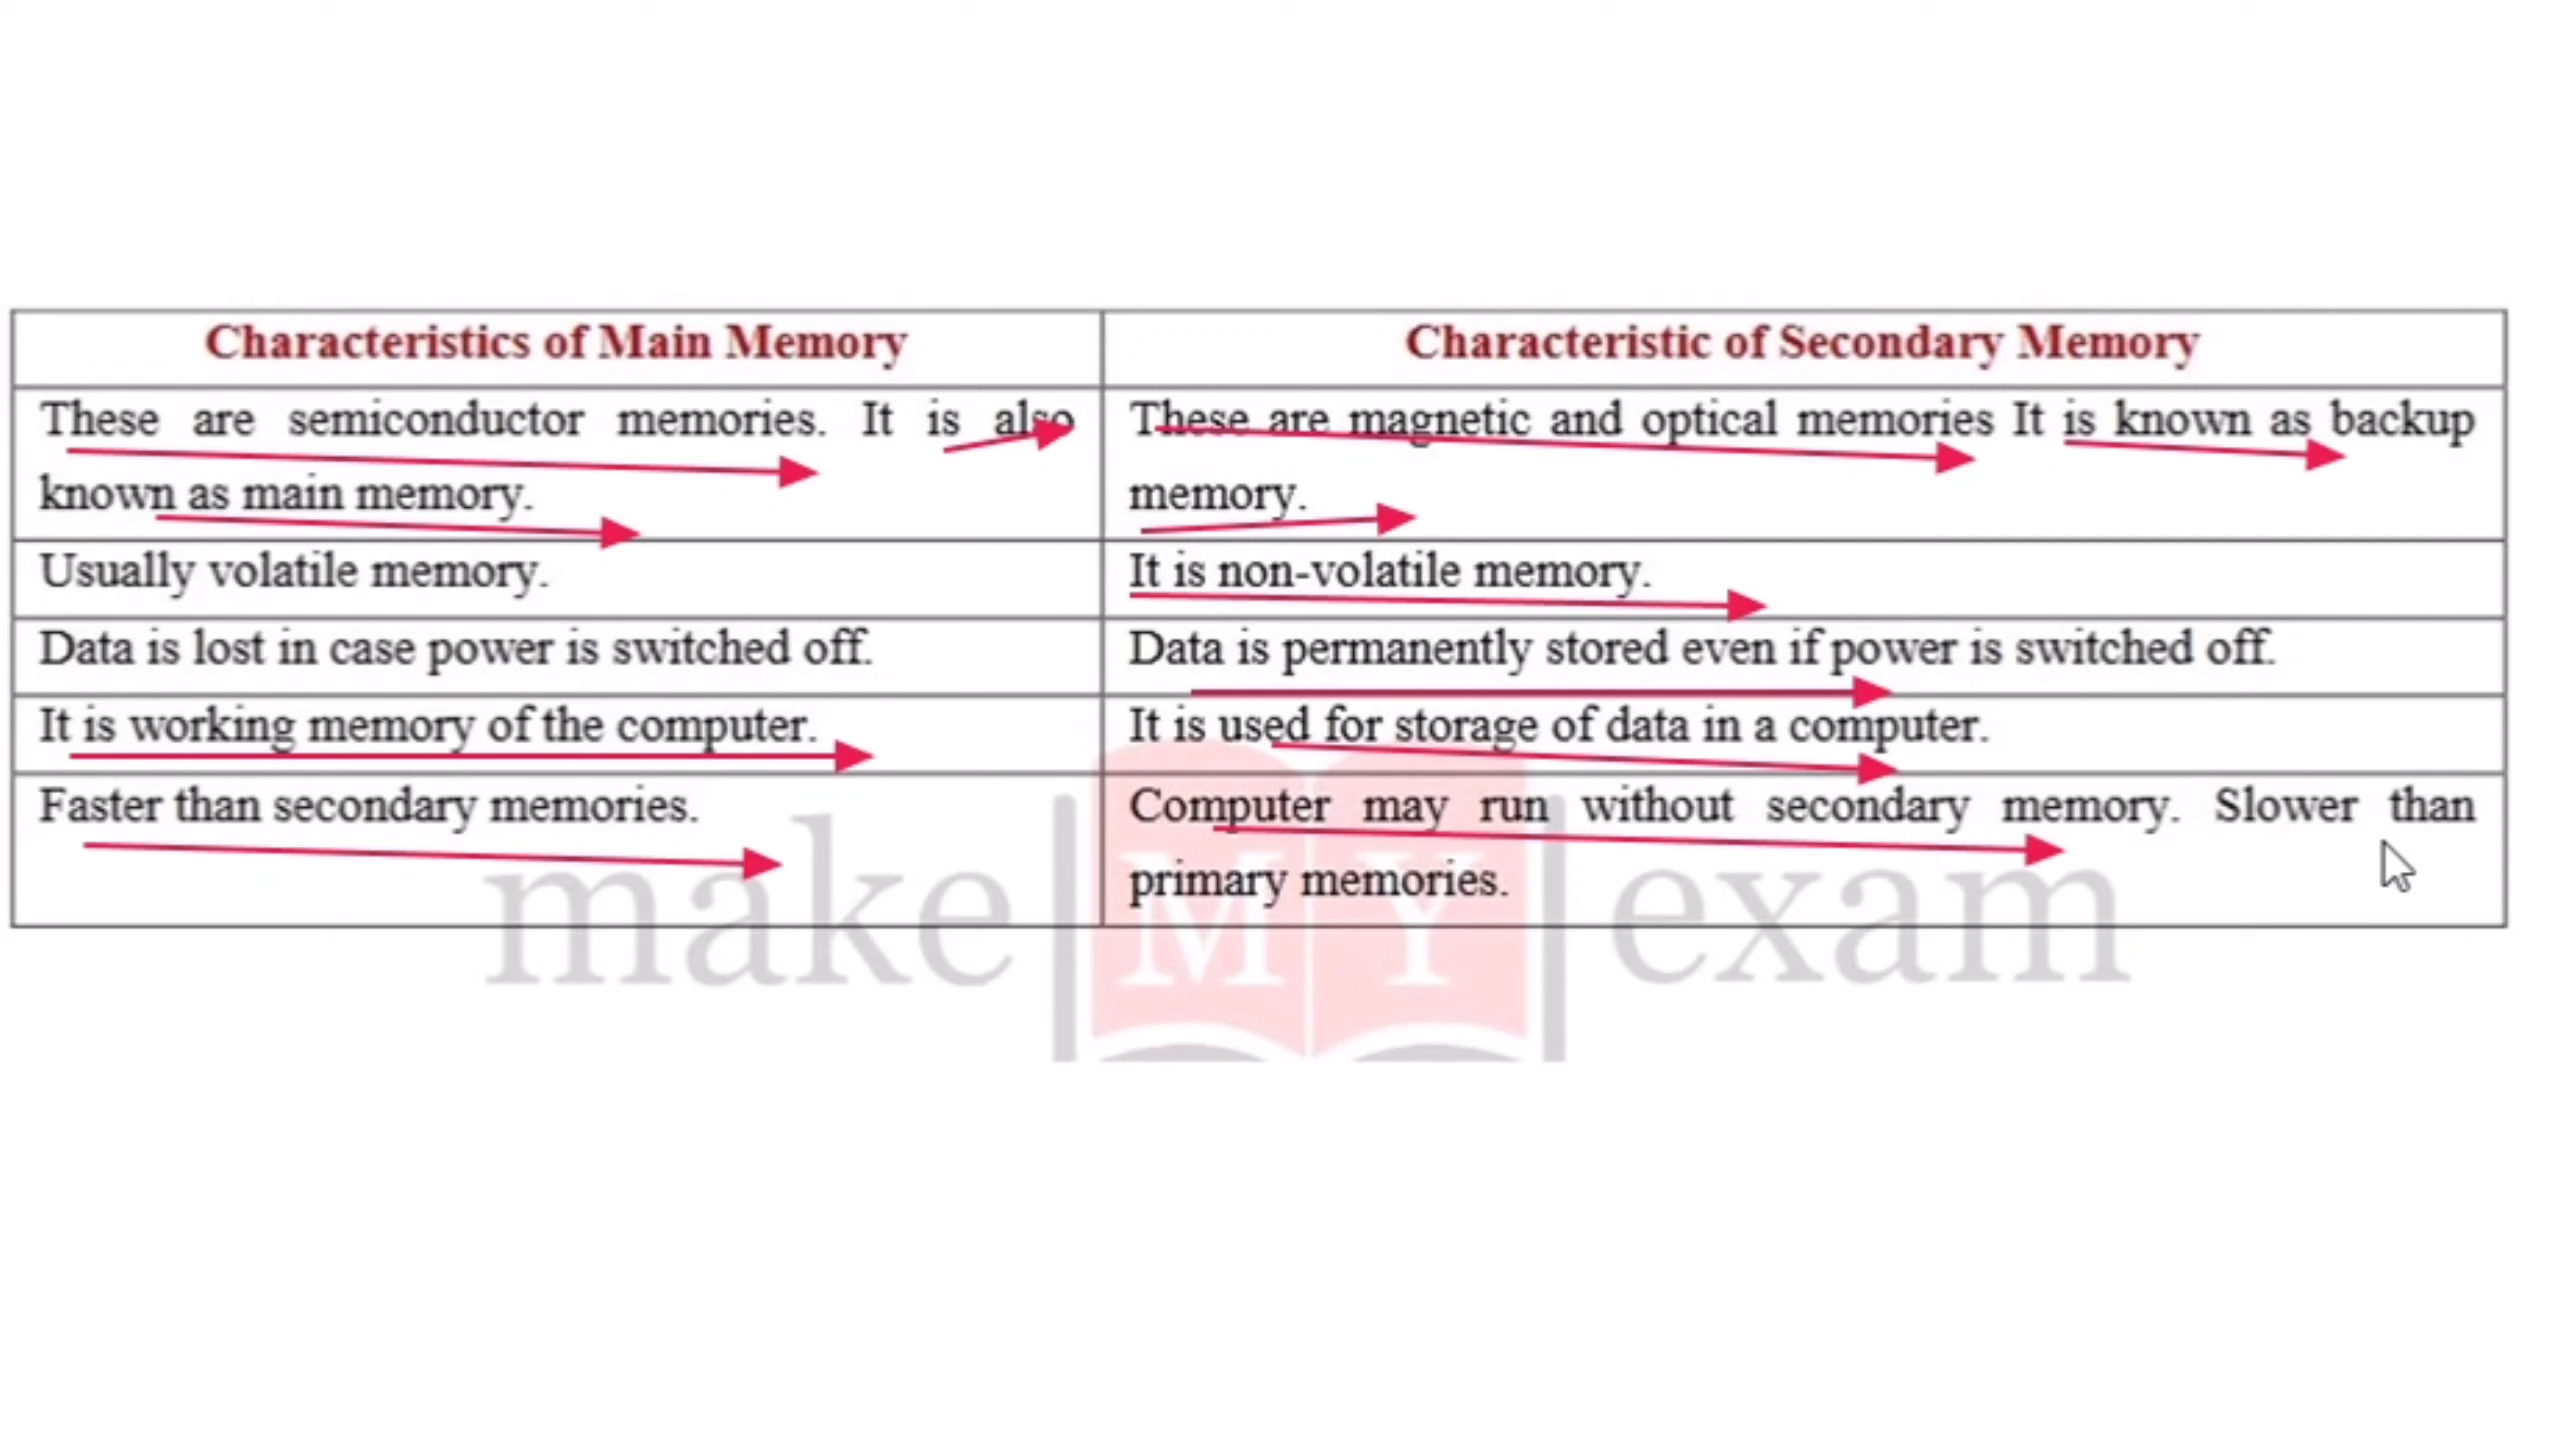 Characteristics of Main Memory
Characteristic of Secondary Memory
These are semiconductor memories. It is also
known as main memory.
These are magnetic and optical memories It is known as backup
memory.
Usually volatile memory.
It is non-volatile memory.
Data is lost in case power is switched off.
Data is permanently stored even if power is switched off.
It is working memory of the computer.
It is used for storage of data in a computer.
Faster than secondary memories.
Computer may run without secondary memory. Slower than
primary memories.
make MY exam